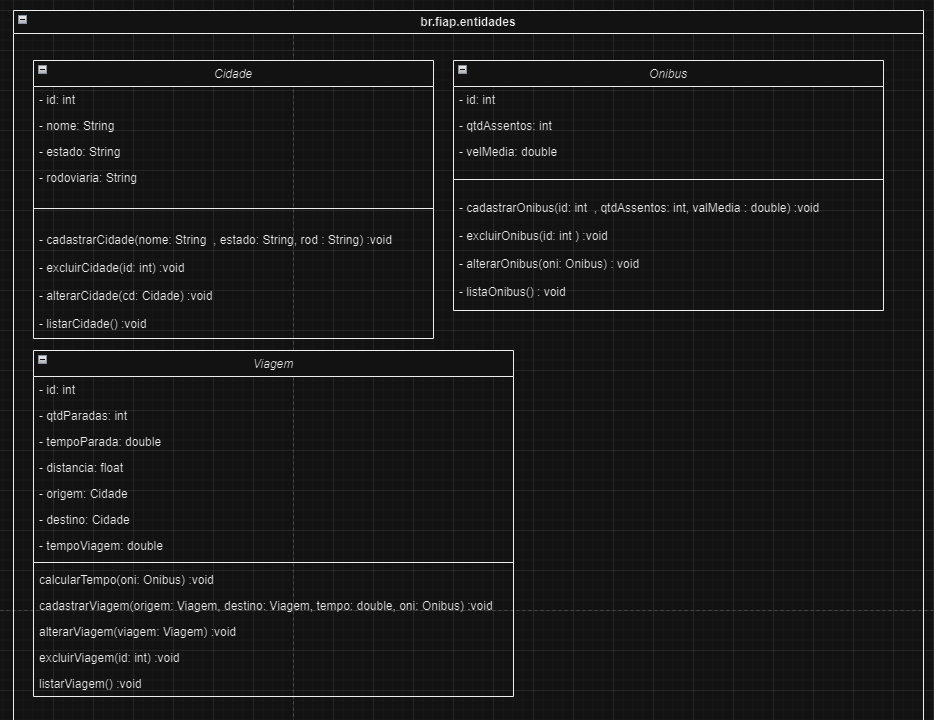 br.fiap.entidades
Cidade
- id: int
- nome: String
- estado: String
- rodoviaria: String
- cadastrarCidade(nome: String , estado: String, rod : String) :void
- excluirCidade(id: int) :void
- alterarCidade(cd: Cidade) :void
- listarCidade() :void
Onibus
- id: int
- qtdAssentos: int
- velMedia: double
- cadastrarOnibus(id: int , qtdAssentos: int, valMedia : double) :void
- excluirOnibus(id: int ) :void
- alterarOnibus(oni: Onibus) : void
- listaOnibus() : void
Viagem
- id: int
- qtdParadas: int
- tempoParada: double
- distancia: float
- origem: Cidade
- destino: Cidade
- tempoViagem: double
calcularTempo(oni: Onibus) :void
cadastrarViagem(origem: Viagem, destino: Viagem, tempo: double, oni: Onibus) :void
alterarViagem(viagem: Viagem) :void
excluirViagem(id: int) :void
listarViagem() :void